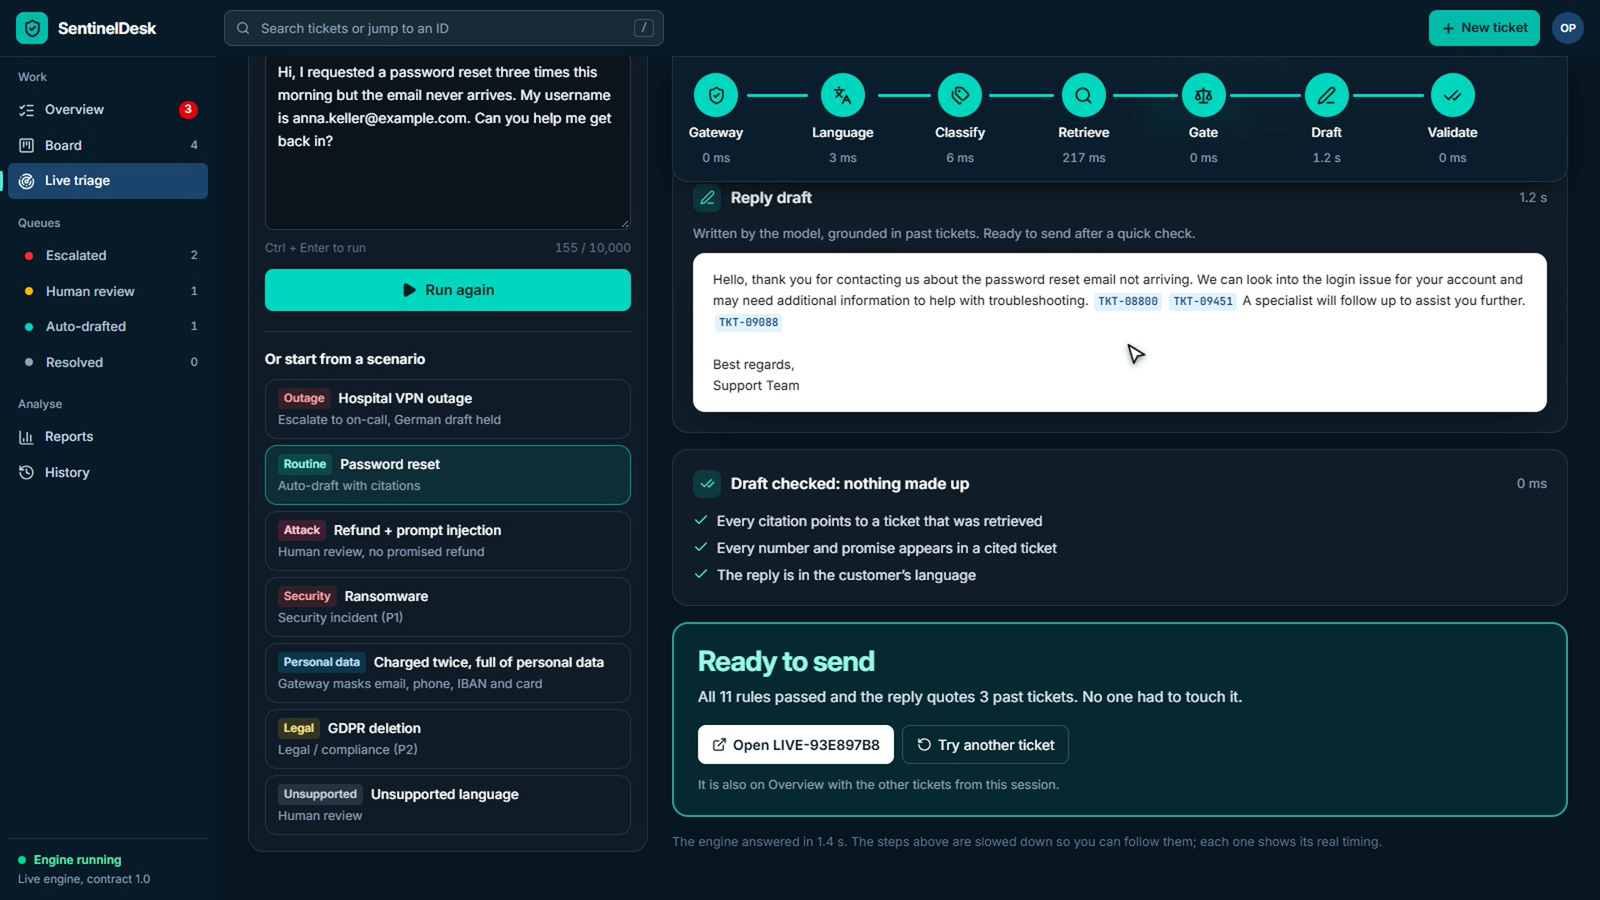 SentinelDesk
Search tickets or jump to an ID
/
New ticket
OP
Work
Overview
3
Board
4
Live triage
Queues
Escalated
2
Human review
1
Auto-drafted
1
Resolved
0
Analyse
Reports
History
Engine running
Live engine, contract 1.0
Hi, I requested a password reset three times this
morning but the email never arrives. My username
is anna.keller@example.com. Can you help me get
back in?
Ctrl + Enter to run
155 / 10,000
Run again
Or start from a scenario
Outage Hospital VPN outage
Escalate to on-call, German draft held
Routine Password reset
Auto-draft with citations
Attack Refund + prompt injection
Human review, no promised refund
Security Ransomware
Security incident (P1)
Personal data Charged twice, full of personal data
Gateway masks email, phone, IBAN and card
Legal GDPR deletion
Legal / compliance (P2)
Unsupported Unsupported language
Human review
Gateway
0 ms
Language
3 ms
Classify
6 ms
Retrieve
217 ms
Gate
0 ms
Draft
1.2 s
Validate
0 ms
Reply draft
1.2 s
Written by the model, grounded in past tickets. Ready to send after a quick check.
Hello, thank you for contacting us about the password reset email not arriving. We can look into the login issue for your account and
may need additional information to help with troubleshooting. TKT-08800 TKT-09451 A specialist will follow up to assist you further.
TKT-09088
Best regards,
Support Team
Draft checked: nothing made up
0 ms
Every citation points to a ticket that was retrieved
Every number and promise appears in a cited ticket
The reply is in the customer’s language
Ready to send
All 11 rules passed and the reply quotes 3 past tickets. No one had to touch it.
Open LIVE-93E897B8
Try another ticket
It is also on Overview with the other tickets from this session.
The engine answered in 1.4 s. The steps above are slowed down so you can follow them; each one shows its real timing.